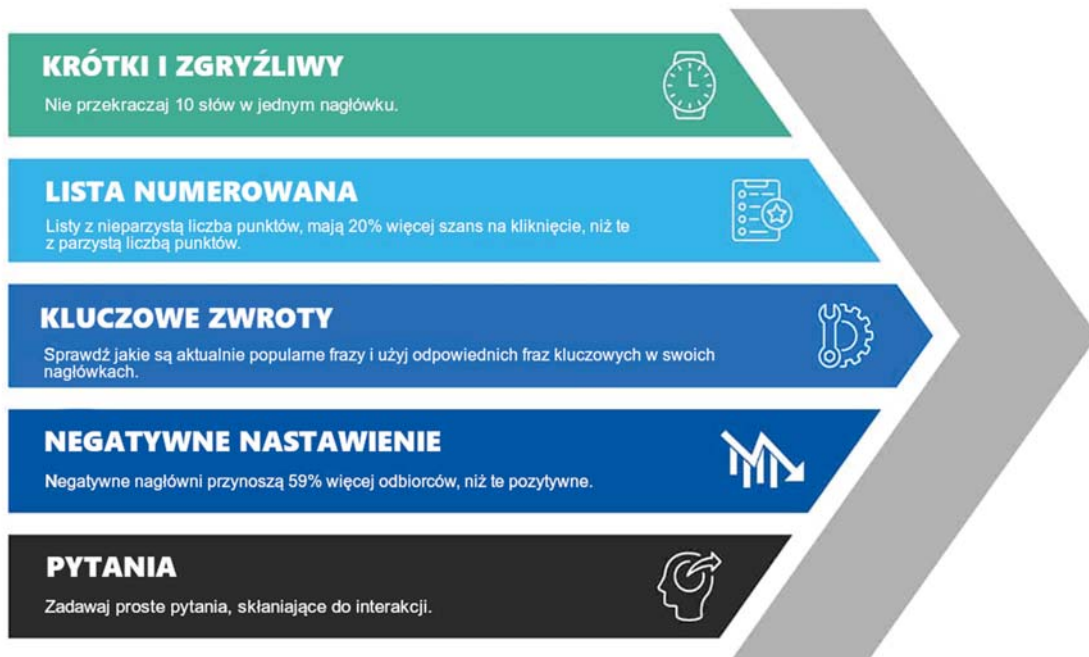 KRÓTKI I ZGRYŹLIWY
Nie przekraczaj 10 słów w jednym nagłówku.
LISTA NUMEROWANA
Listy z nieparzystą liczba punktów, mają 20% więcej szans na kliknięcie, niż te
z parzystą liczbą punktów.
KLUCZOWE ZWROTY
Sprawdź jakie są aktualnie popularne frazy i użyj odpowiednich fraz kluczowych w swoich
nagłówkach.
NEGATYWNE NASTAWIENIE
Negatywne nagłówni przynoszą 59% więcej odbiorców, niż te pozytywne.
PYTANIA
Zadawaj proste pytania, skłaniające do interakcji.